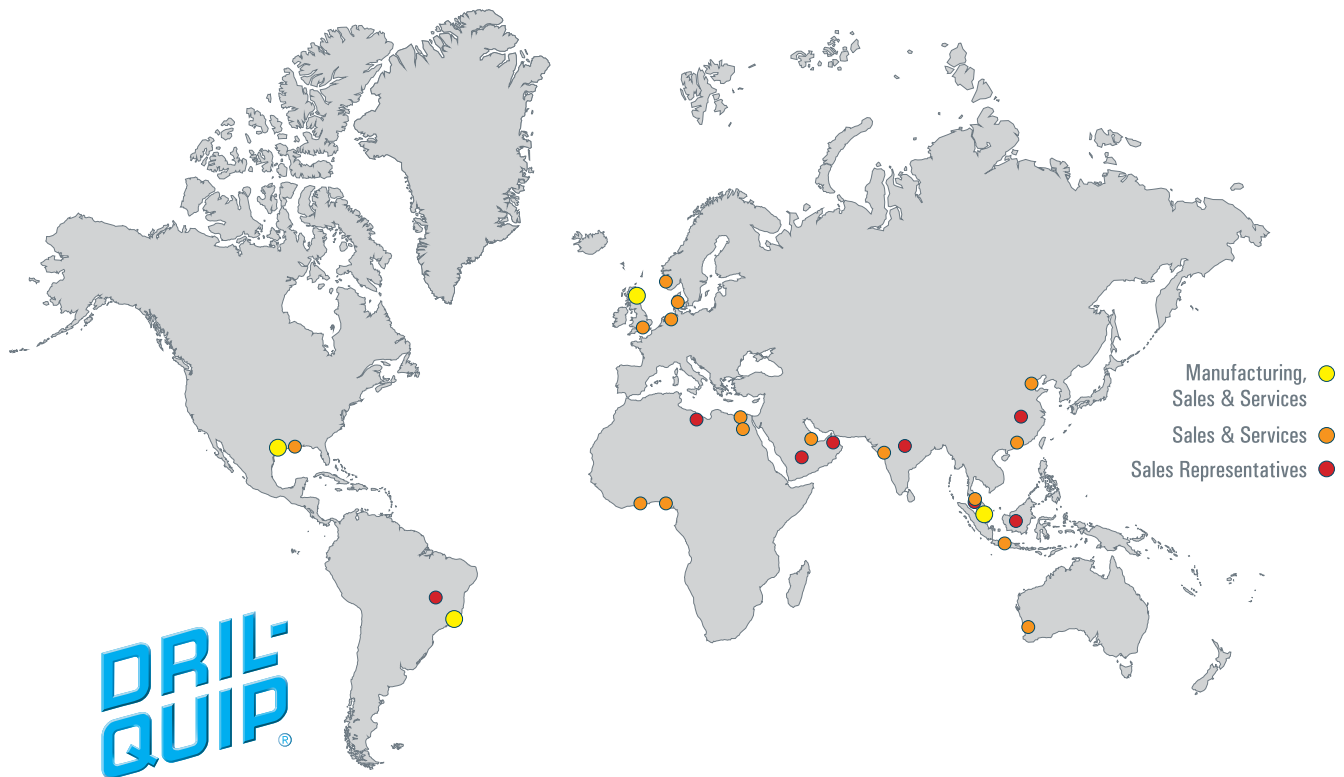 Manufacturing,
Sales & Services
Sales & Services
Sales Representatives
DRIL-
QUIP
®